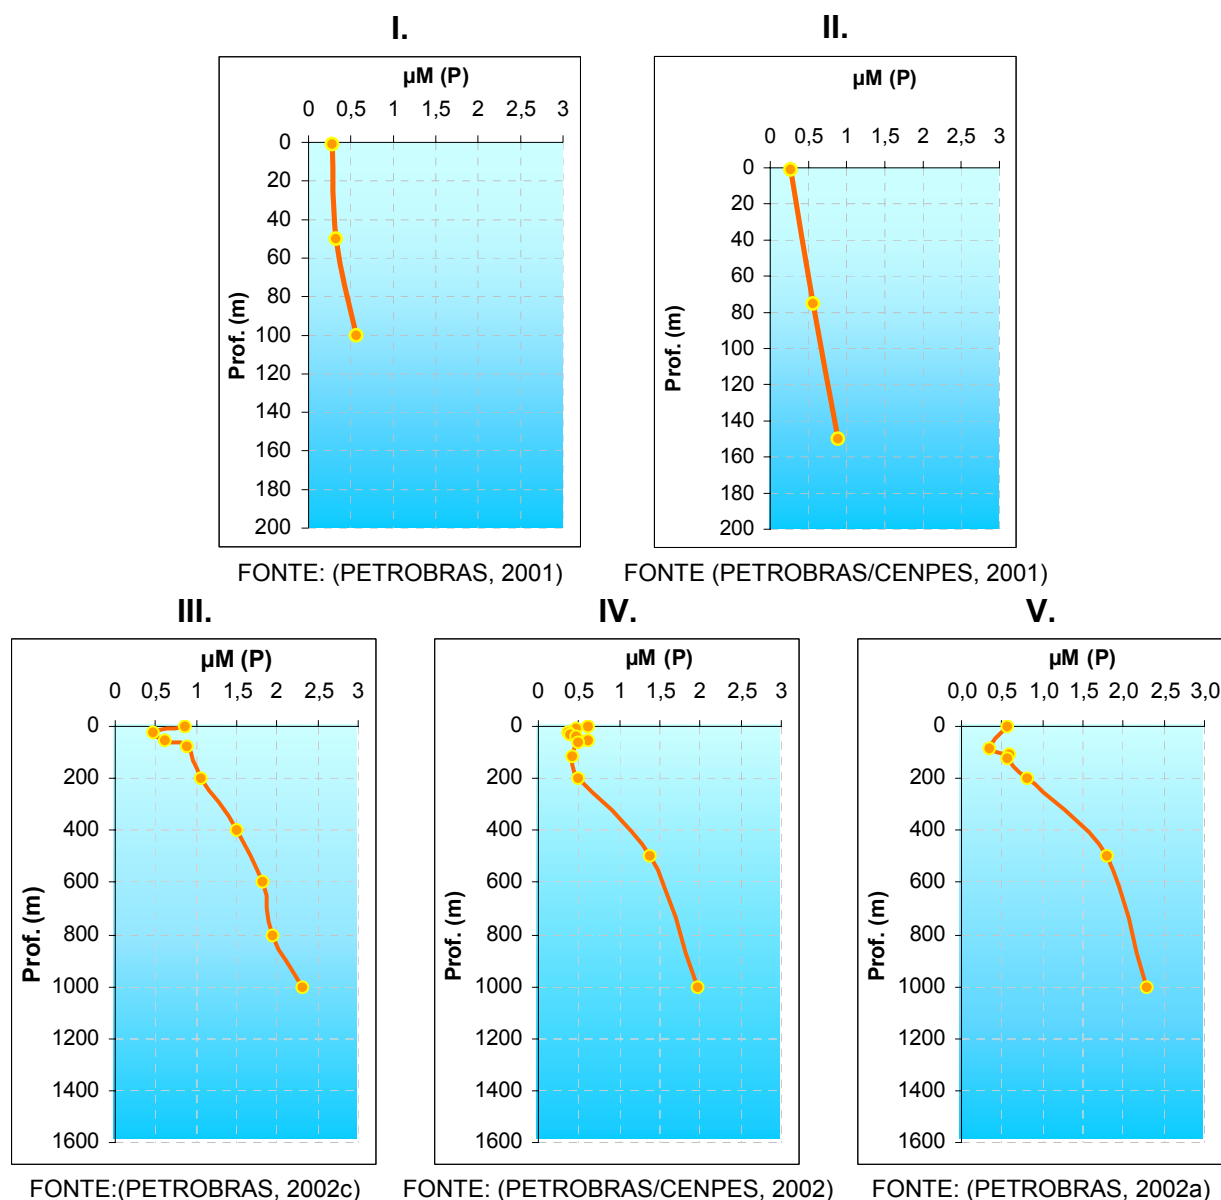 I.
µM (P)
0 0,5 1 1,5 2 2,5 3
0
20
40
60
80
100
120
140
160
180
200
Prof. (m)
FONTE: (PETROBRAS, 2001)
II.
µM (P)
0 0,5 1 1,5 2 2,5 3
0
20
40
60
80
100
120
140
160
180
200
Prof. (m)
FONTE (PETROBRAS/CENPES, 2001)
III.
µM (P)
0 0,5 1 1,5 2 2,5 3
0
200
400
600
800
1000
1200
1400
1600
Prof. (m)
FONTE:(PETROBRAS, 2002c)
IV.
µM (P)
0 0,5 1 1,5 2 2,5 3
0
200
400
600
800
1000
1200
1400
1600
Prof. (m)
FONTE: (PETROBRAS/CENPES, 2002)
V.
µM (P)
0,0 0,5 1,0 1,5 2,0 2,5 3,0
0
200
400
600
800
1000
1200
1400
1600
Prof. (m)
FONTE: (PETROBRAS, 2002a)